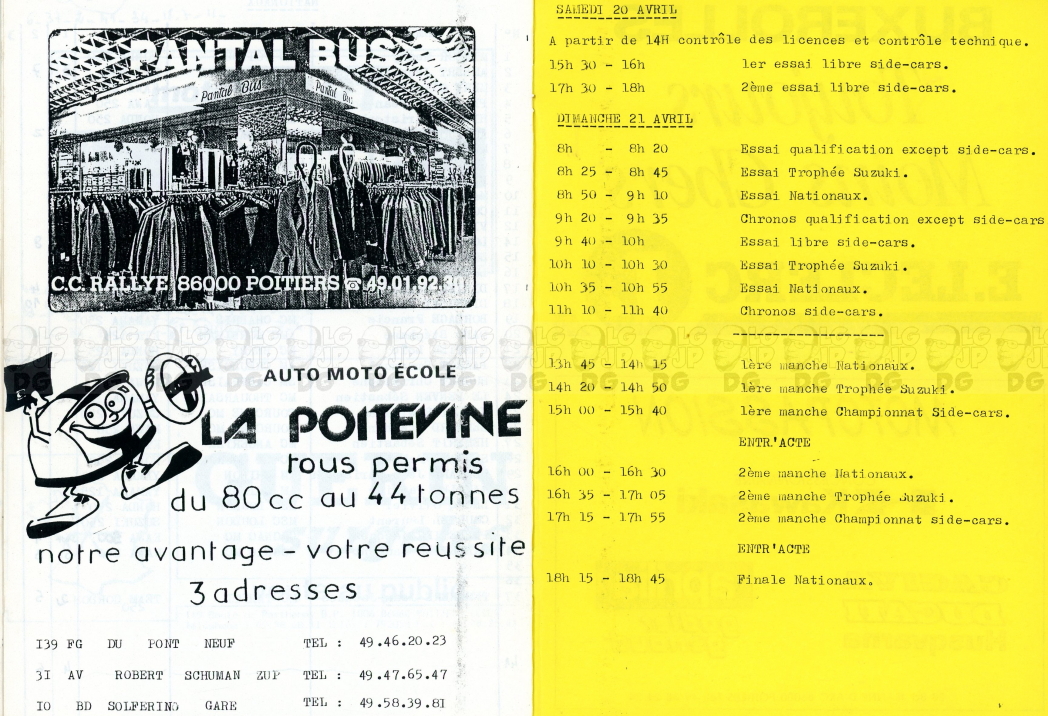 PANTAL BUS
Pantal Bus
Pantal Bus
C.C. RALLYE 86000 POITIERS ☎ 49.01.92.30
AUTO MOTO ÉCOLE
LA POITEVINE
tous permis
du 80cc au 44 tonnes
notre avantage - votre reussite
3 adresses
I39 FG DU PONT NEUF TEL : 49.46.20.23
3I AV ROBERT SCHUMAN ZUP TEL : 49.47.65.47
IO BD SOLFERINO GARE TEL : 49.58.39.8I
SAMEDI 20 AVRIL
A partir de 14H contrôle des licences et contrôle technique.
15h 30 - 16h 1er essai libre side-cars.
17h 30 - 18h 2ème essai libre side-cars.
DIMANCHE 21 AVRIL
8h - 8h 20 Essai qualification except side-cars.
8h 25 - 8h 45 Essai Trophée Suzuki.
8h 50 - 9h 10 Essai Nationaux.
9h 20 - 9h 35 Chronos qualification except side-cars
9h 40 - 10h Essai libre side-cars.
10h 10 - 10h 30 Essai Trophée Suzuki.
10h 35 - 10h 55 Essai Nationaux.
11h 10 - 11h 40 Chronos side-cars.
13h 45 - 14h 15 1ère manche Nationaux.
14h 20 - 14h 50 1ère manche Trophée Suzuki.
15h 00 - 15h 40 1ère manche Championnat Side-cars.
ENTR'ACTE
16h 00 - 16h 30 2ème manche Nationaux.
16h 35 - 17h 05 2ème manche Trophée Suzuki.
17h 15 - 17h 55 2ème manche Championnat side-cars.
ENTR'ACTE
18h 15 - 18h 45 Finale Nationaux.